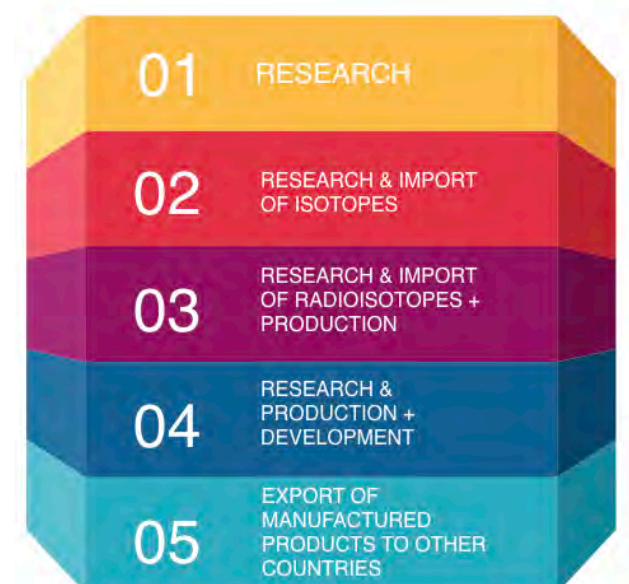 01 RESEARCH
02 RESEARCH & IMPORT
OF ISOTOPES
03 RESEARCH & IMPORT
OF RADIOISOTOPES +
PRODUCTION
04 RESEARCH &
PRODUCTION +
DEVELOPMENT
05 EXPORT OF
MANUFACTURED
PRODUCTS TO OTHER
COUNTRIES